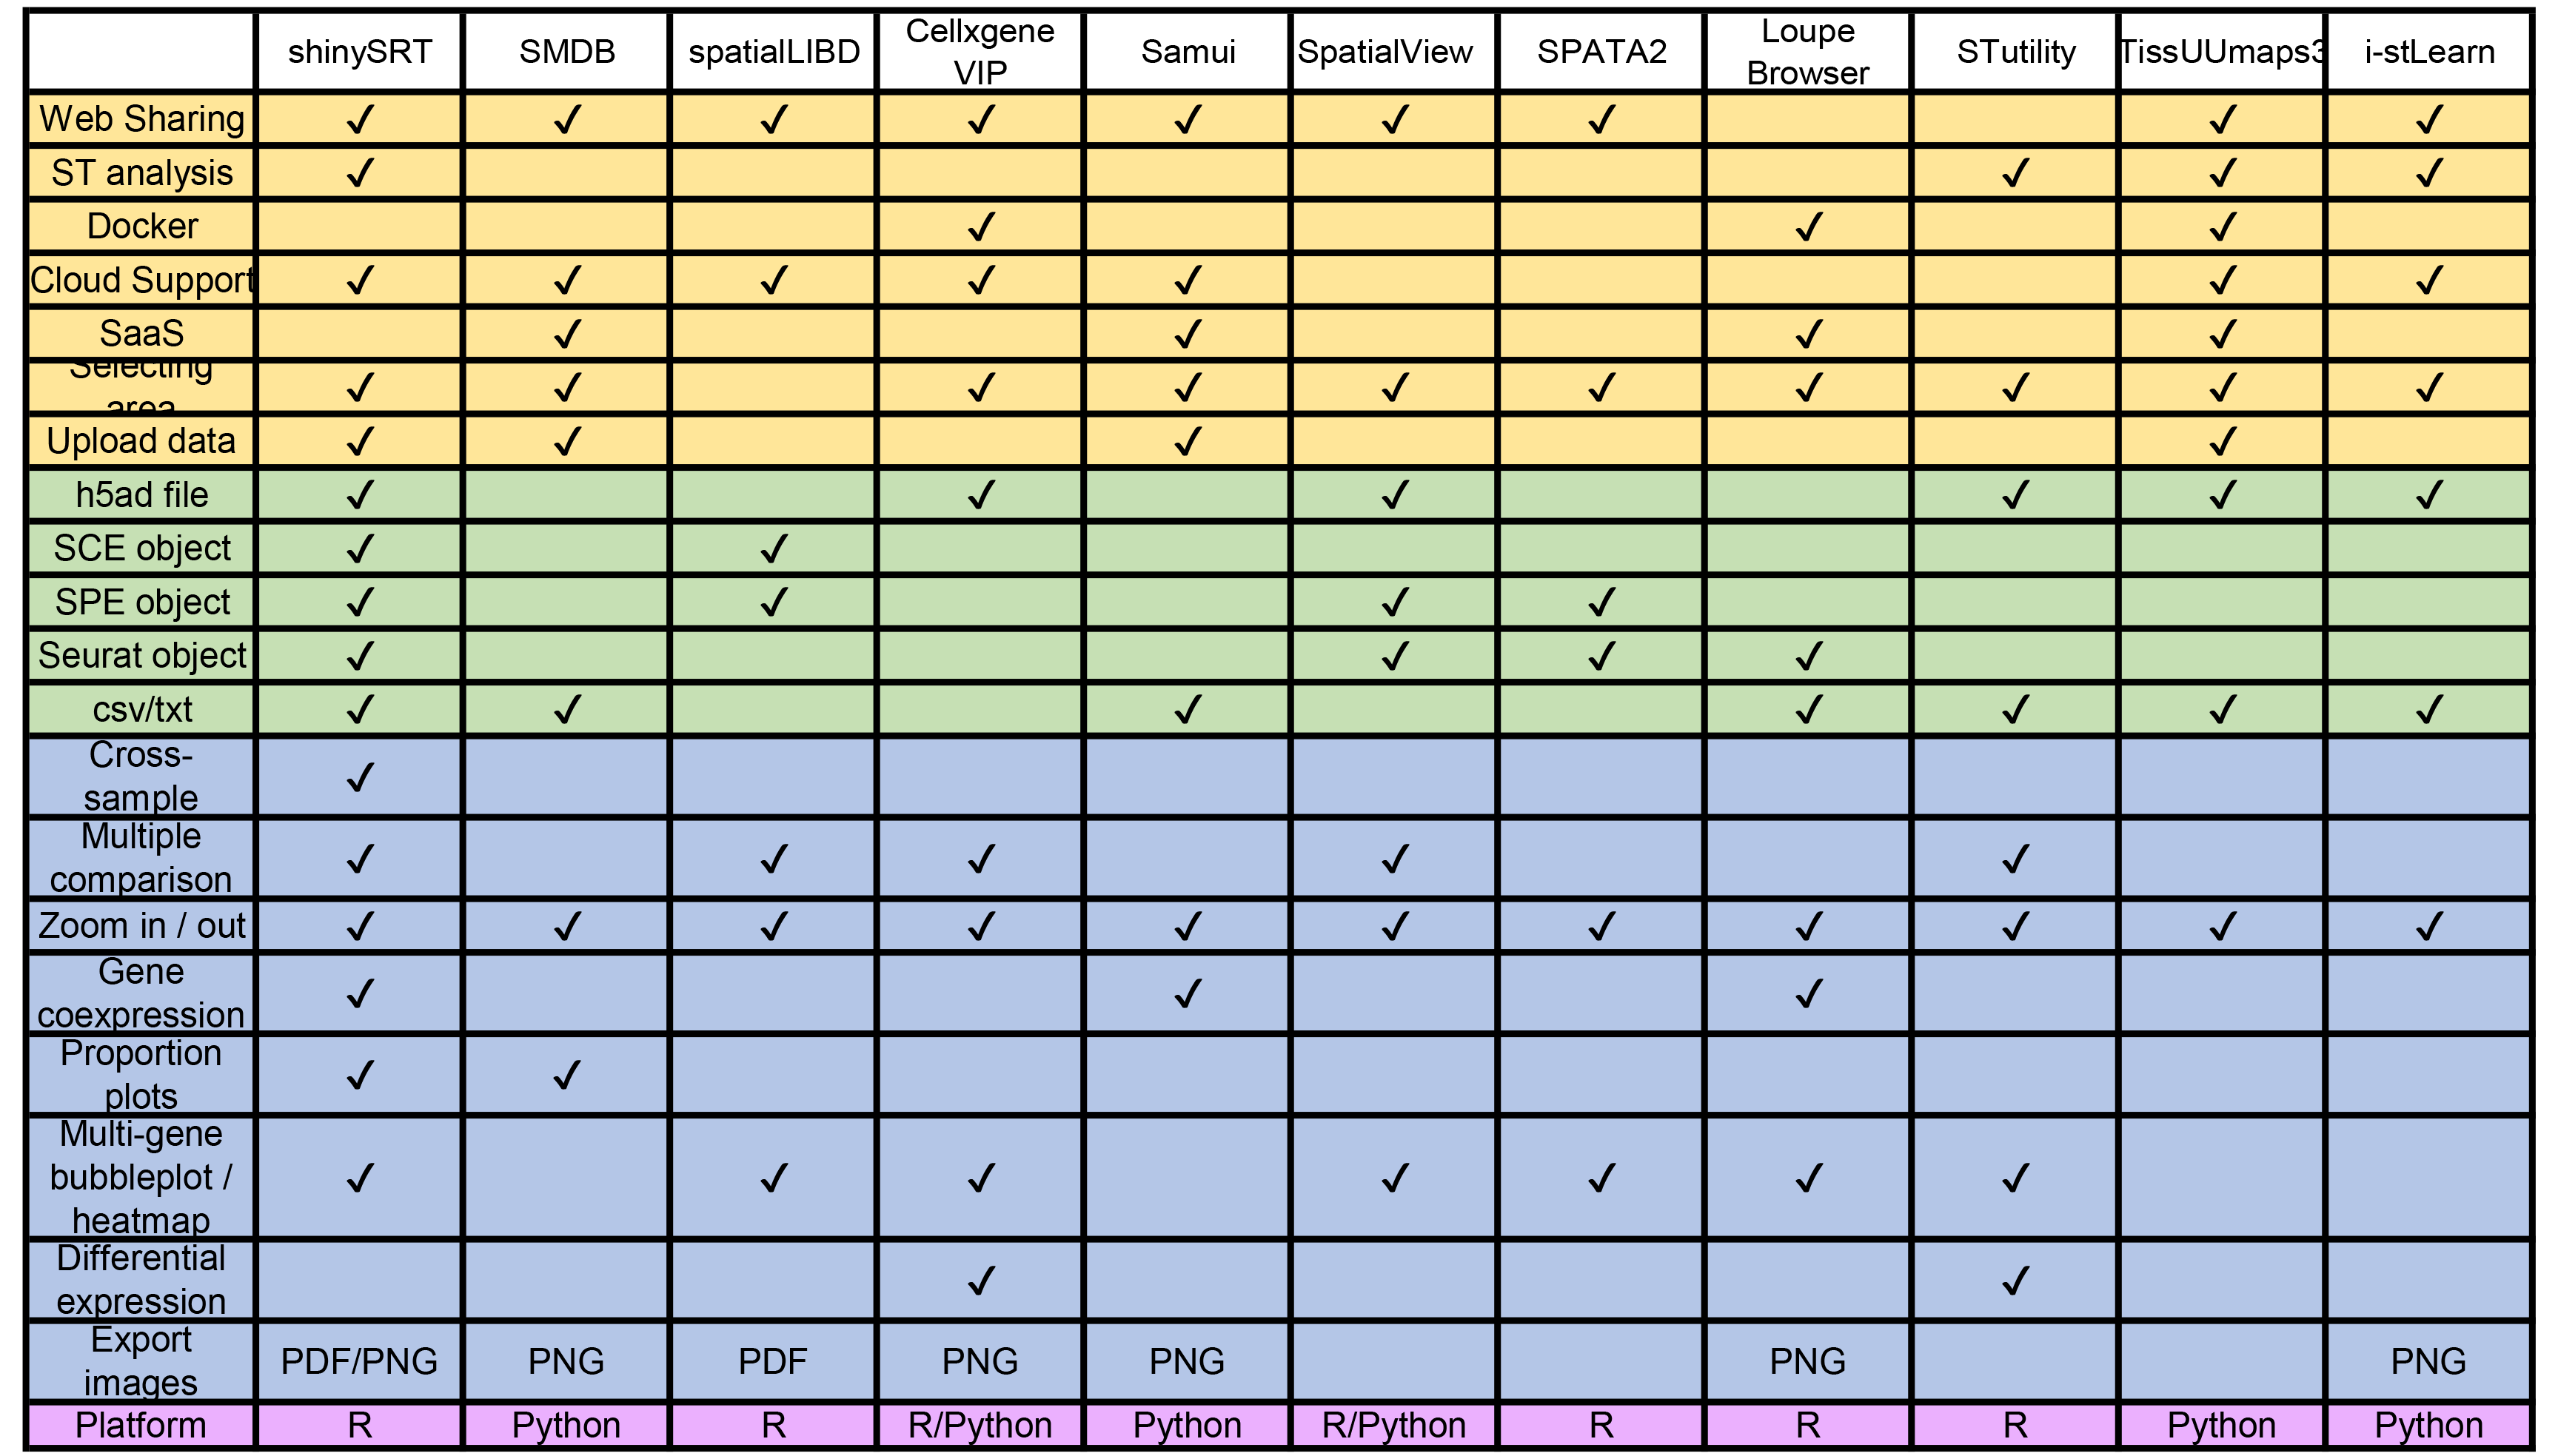 shinySRT SMDB spatialLIBD Cellxgene VIP Samui SpatialView SPATA2 Loupe Browser STutility TissUUmaps3 i-stLearn
Web Sharing ✓ ✓ ✓ ✓ ✓ ✓ ✓ ✓ ✓
ST analysis ✓ ✓ ✓ ✓
Docker ✓ ✓ ✓
Cloud Support ✓ ✓ ✓ ✓ ✓ ✓ ✓
SaaS ✓ ✓ ✓ ✓
Selecting area ✓ ✓ ✓ ✓ ✓ ✓ ✓ ✓ ✓ ✓
Upload data ✓ ✓ ✓ ✓
h5ad file ✓ ✓ ✓ ✓ ✓ ✓
SCE object ✓ ✓
SPE object ✓ ✓ ✓ ✓
Seurat object ✓ ✓ ✓ ✓
csv/txt ✓ ✓ ✓ ✓ ✓ ✓ ✓
Cross-
sample ✓
Multiple
comparison ✓ ✓ ✓ ✓ ✓
Zoom in / out ✓ ✓ ✓ ✓ ✓ ✓ ✓ ✓ ✓ ✓ ✓
Gene
coexpression ✓ ✓ ✓
Proportion
plots ✓ ✓
Multi-gene
bubbleplot /
heatmap ✓ ✓ ✓ ✓ ✓ ✓ ✓
Differential
expression ✓ ✓
Export
images PDF/PNG PNG PDF PNG PNG PNG PNG
Platform R Python R R/Python Python R/Python R R R Python Python